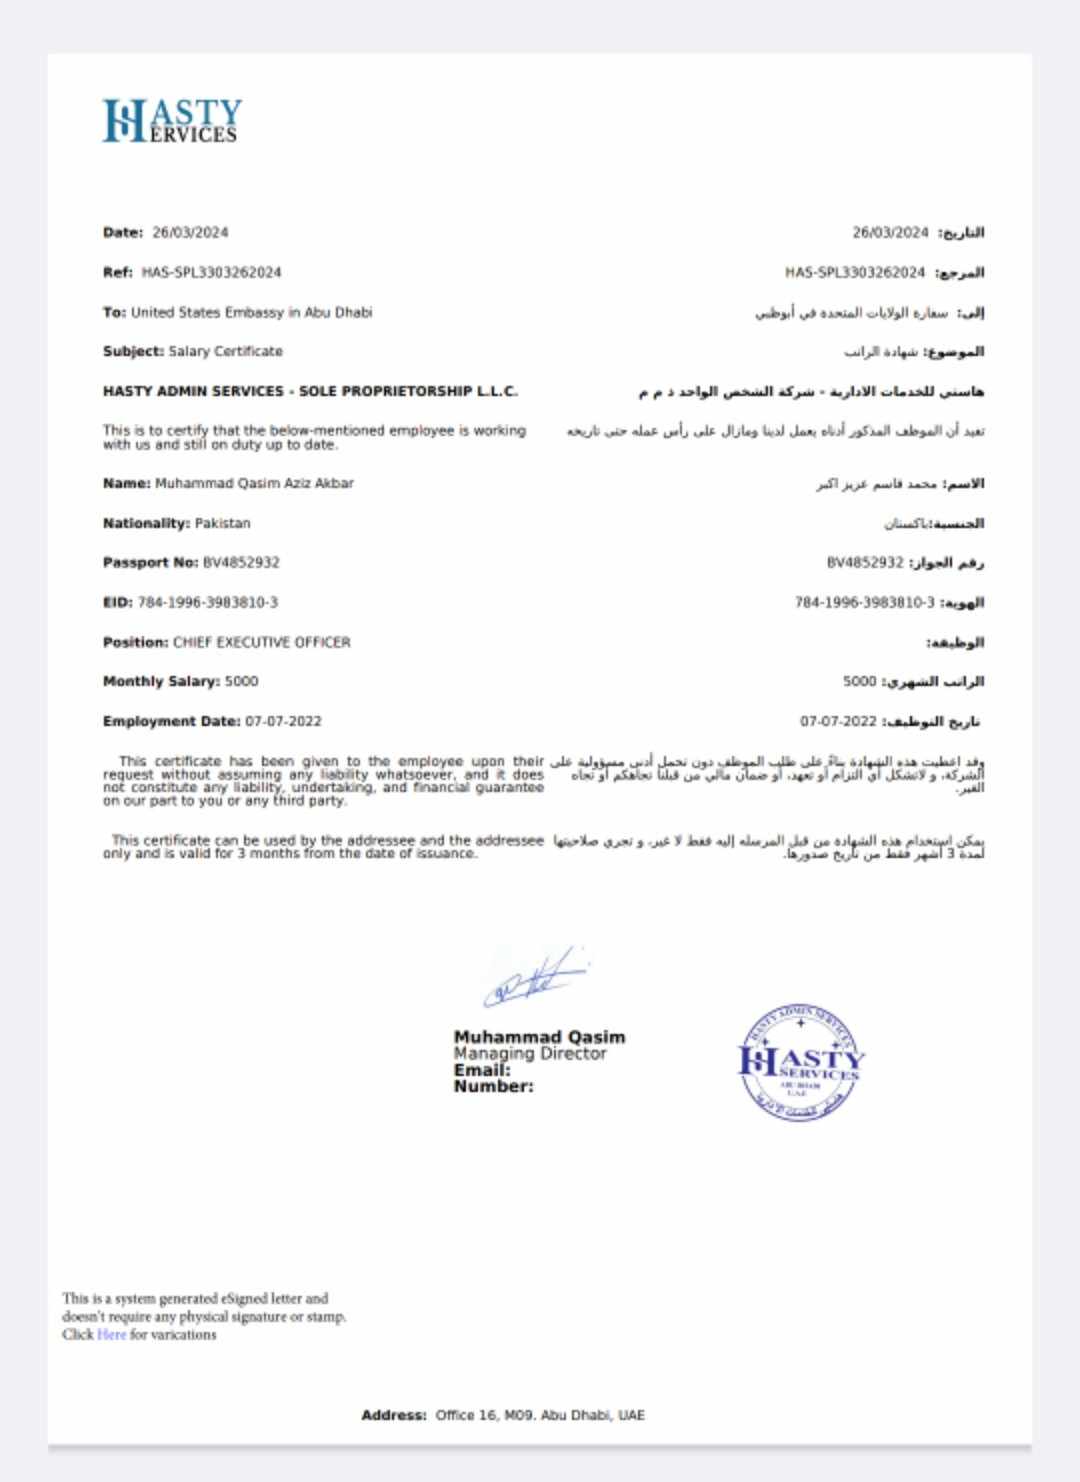 HASTY
SERVICES
Date: 26/03/2024
التاريخ: 26/03/2024
Ref: HAS-SPL3303262024
المرجع: HAS-SPL3303262024
To: United States Embassy in Abu Dhabi
إلى: سفارة الولايات المتحدة في أبوظبي
Subject: Salary Certificate
الموضوع: شهادة الراتب
HASTY ADMIN SERVICES - SOLE PROPRIETORSHIP L.L.C.
هاستي للخدمات الادارية - شركة الشخص الواحد ذ م م
This is to certify that the below-mentioned employee is working
with us and still on duty up to date.
تفيد أن الموظف المذكور أدناه يعمل لدينا ومازال على رأس عمله حتى تاريخه
Name: Muhammad Qasim Aziz Akbar
الاسم: محمد قاسم عزيز اكبر
Nationality: Pakistan
الجنسية:باكستان
Passport No: BV4852932
رقم الجواز: BV4852932
EID: 784-1996-3983810-3
الهوية: 784-1996-3983810-3
Position: CHIEF EXECUTIVE OFFICER
الوظيفة:
Monthly Salary: 5000
الراتب الشهري: 5000
Employment Date: 07-07-2022
تاريخ التوظيف: 07-07-2022
This certificate has been given to the employee upon their
request without assuming any liability whatsoever, and it does
not constitute any liability, undertaking, and financial guarantee
on our part to you or any third party.
وقد اعطيت هذه الشهادة بناءً على طلب الموظف دون تحمل أدنى مسؤولية على
الشركة، و لاتشكل أي التزام أو تعهد، أو ضمان مالي من قبلنا تجاهكم أو تجاه
الغير.
This certificate can be used by the addressee and the addressee
only and is valid for 3 months from the date of issuance.
يمكن استخدام هذه الشهادة من قبل المرسله إليه فقط لا غير، و تجري صلاحيتها
لمدة 3 أشهر فقط من تاريخ صدورها.
Muhammad Qasim
Managing Director
Email:
Number:
HASTY ADMIN SERVICES
HASTY
SERVICES
ABU DHABI
U.A.E
هاستي للخدمات الادارية
This is a system generated eSigned letter and
doesn't require any physical signature or stamp.
Click Here for varications
Address: Office 16, M09. Abu Dhabi, UAE